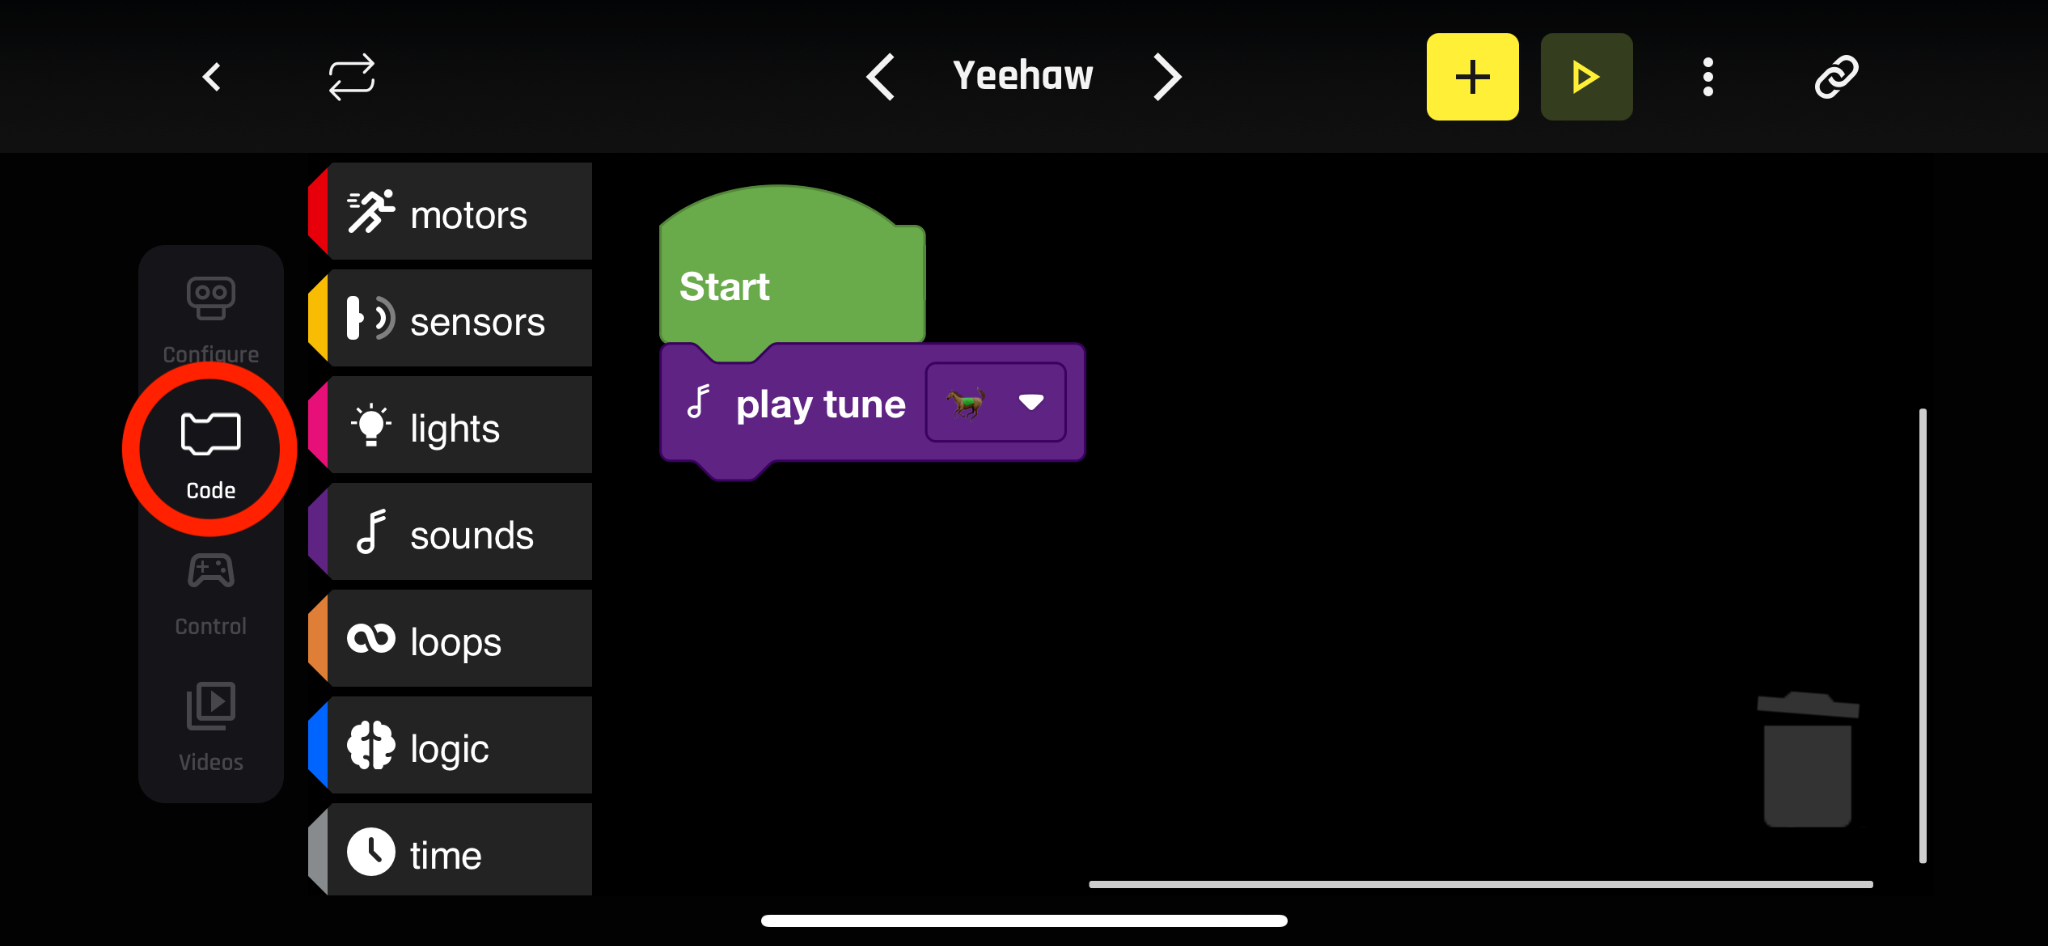 Yeehaw
Configure
Code
Control
Videos
motors
sensors
lights
sounds
loops
logic
time
Start
play tune